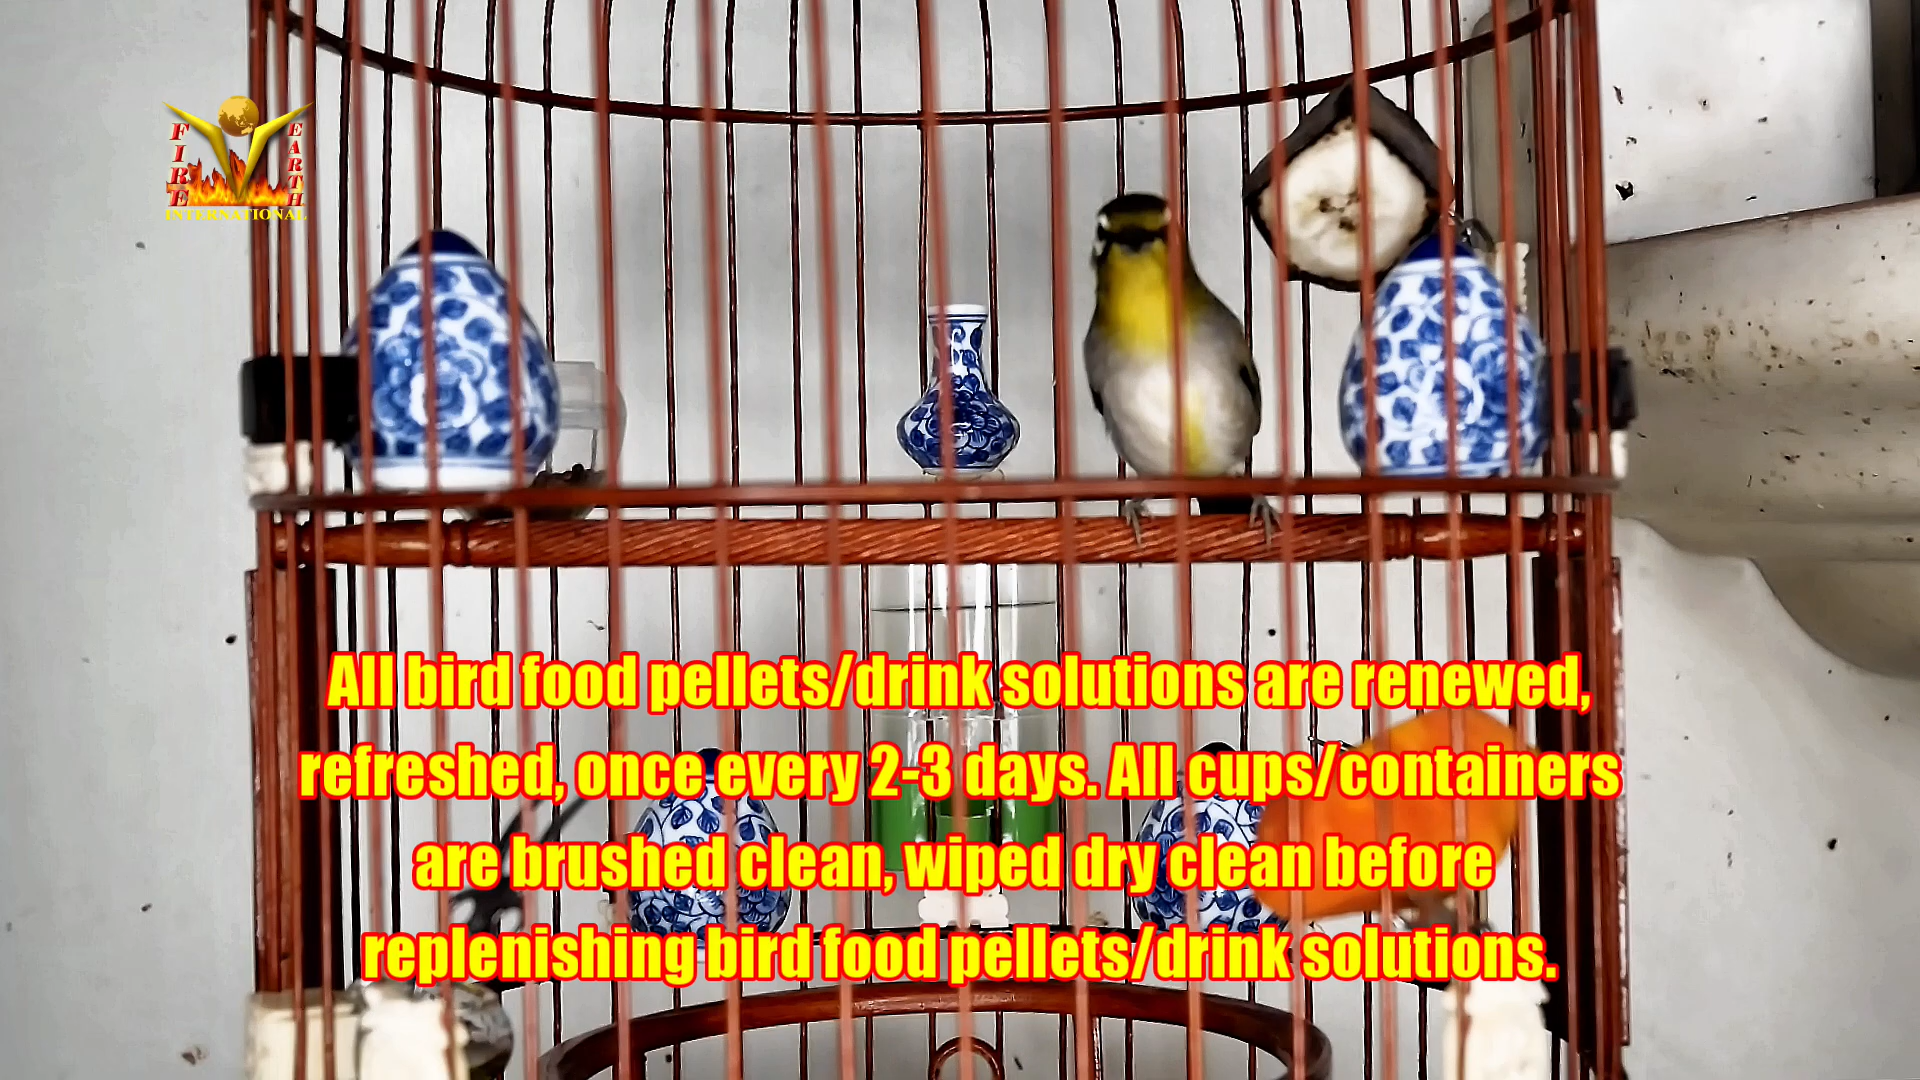 FIRE
EARTH
INTERNATIONAL
All bird food pellets/drink solutions are renewed,
refreshed, once every 2-3 days. All cups/containers
are brushed clean, wiped dry clean before
replenishing bird food pellets/drink solutions.